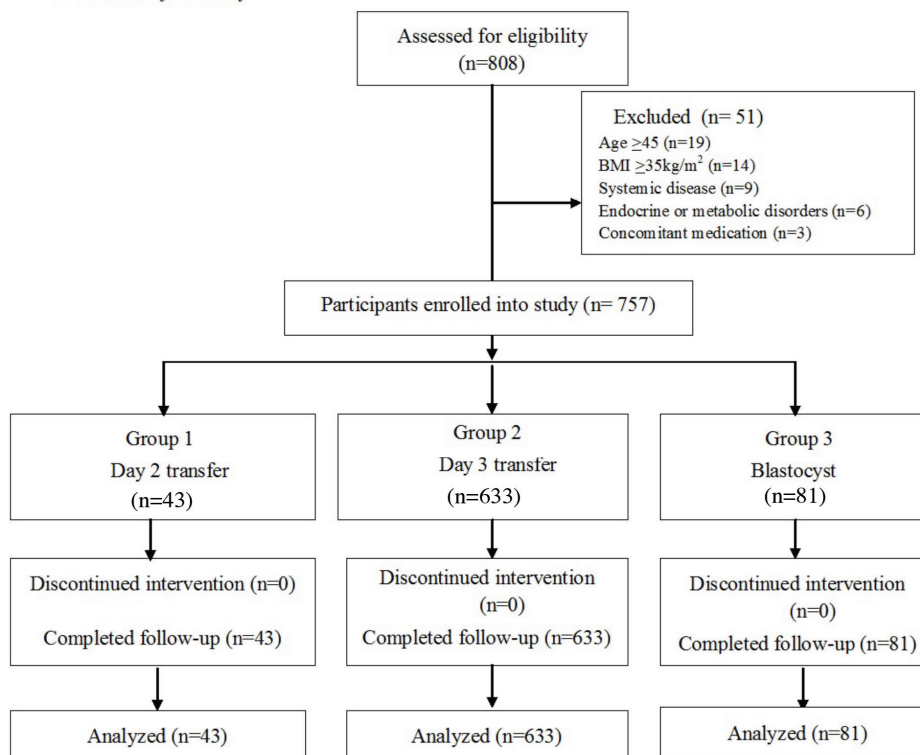 Assessed for eligibility
(n=808)
Excluded (n= 51)
Age ≥45 (n=19)
BMI ≥35kg/m² (n=14)
Systemic disease (n=9)
Endocrine or metabolic disorders (n=6)
Concomitant medication (n=3)
Participants enrolled into study (n= 757)
Group 1
Day 2 transfer
(n=43)
Group 2
Day 3 transfer
(n=633)
Group 3
Blastocyst
(n=81)
Discontinued intervention (n=0)
Completed follow-up (n=43)
Discontinued intervention
(n=0)
Completed follow-up (n=633)
Discontinued intervention
(n=0)
Completed follow-up (n=81)
Analyzed (n=43)
Analyzed (n=633)
Analyzed (n=81)